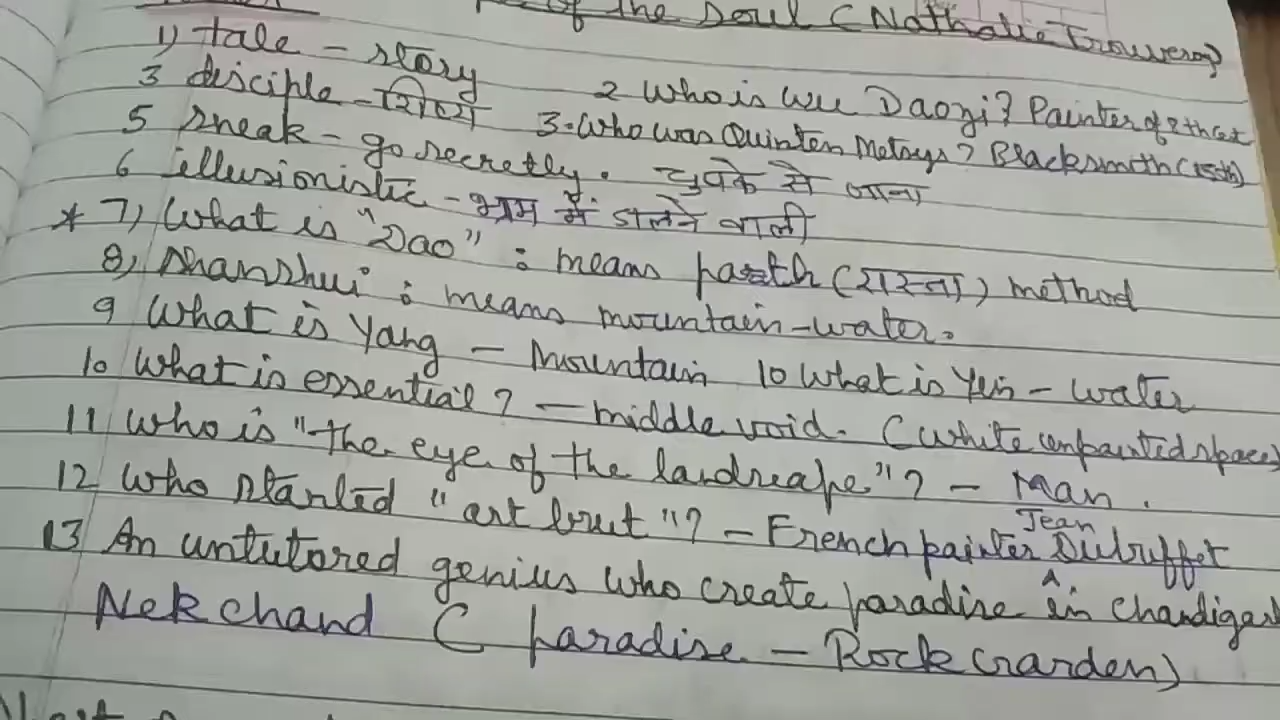 of the Soul (Nathalie Trouveroy)
1) tale - story
2 Who is wu Daozi? Painter of 8th cet
3 disciple - शिष्य
3. Who was Quinten Metsys? Blacksmith (15th)
5 sneak - go secretly. चुपके से जाना
6 illusionistic - भ्रम में डालने वाली
* 7) What is "Dao" : means path (रास्ता) method
8) Shanshui : means mountain-water.
9 What is Yang - Mountain 10 What is Yin - water
10 What is essential? - middle void. (white unpainted space)
11 Who is "the eye of the landscape"? - Man.
12 Who started "art brut"? - French painter Jean Dubuffet
13 An untutored genius who create paradise in Chandigarh
Nek chand ( paradise - Rock Garden)